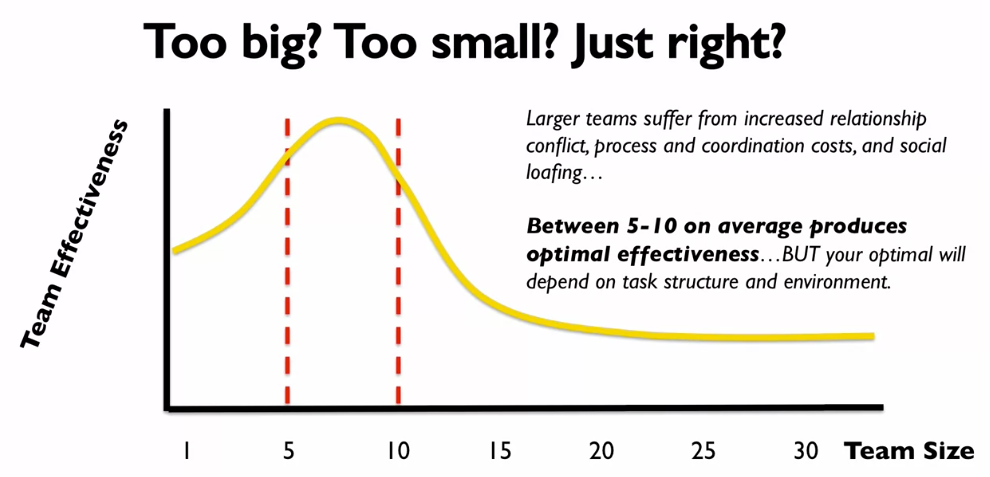 Too big? Too small? Just right?
Team Effectiveness
Larger teams suffer from increased relationship
conflict, process and coordination costs, and social
loafing…
Between 5-10 on average produces
optimal effectiveness…BUT your optimal will
depend on task structure and environment.
1 5 10 15 20 25 30 Team Size